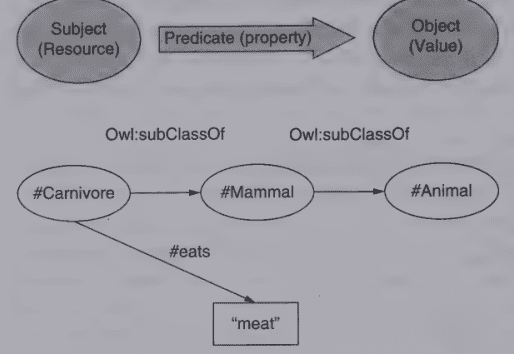 Subject
(Resource)
Predicate (property)
Object
(Value)
Owl:subClassOf
Owl:subClassOf
#Carnivore
#Mammal
#Animal
#eats
“meat”